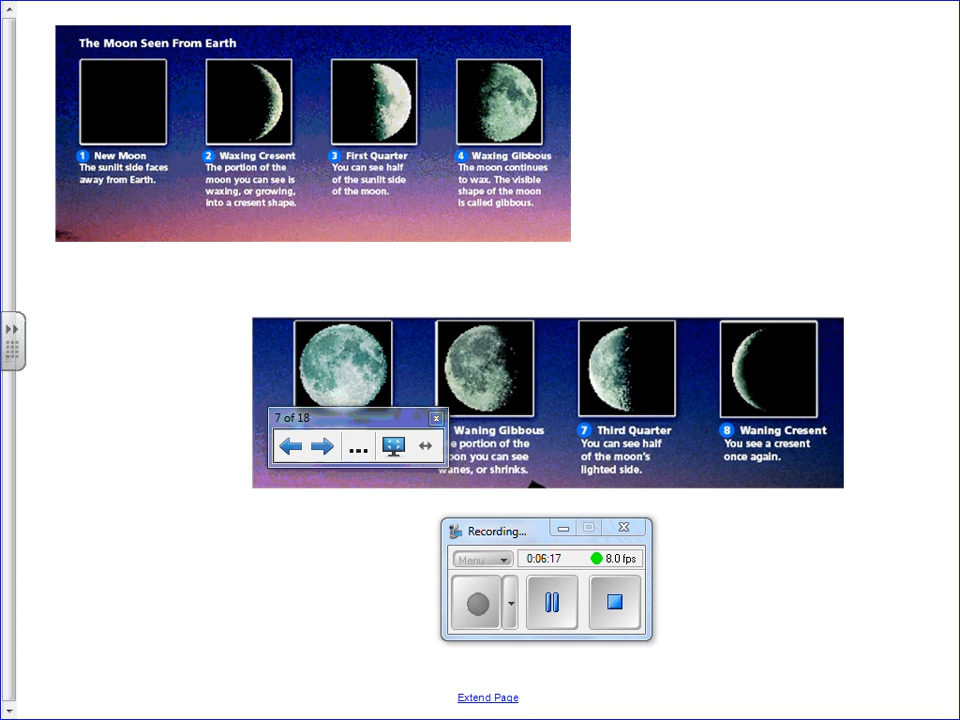 The Moon Seen From Earth
1 New Moon
The sunlit side faces
away from Earth.
2 Waxing Cresent
The portion of the
moon you can see is
waxing, or growing,
into a cresent shape.
3 First Quarter
You can see half
of the sunlit side
of the moon.
4 Waxing Gibbous
The moon continues
to wax. The visible
shape of the moon
is called gibbous.
7 of 18
Waning Gibbous
portion of the
you can see
wanes, or shrinks.
7 Third Quarter
You can see half
of the moon's
lighted side.
8 Waning Cresent
You see a cresent
once again.
Recording...
Menu
0:06:17
8.0 fps
Extend Page